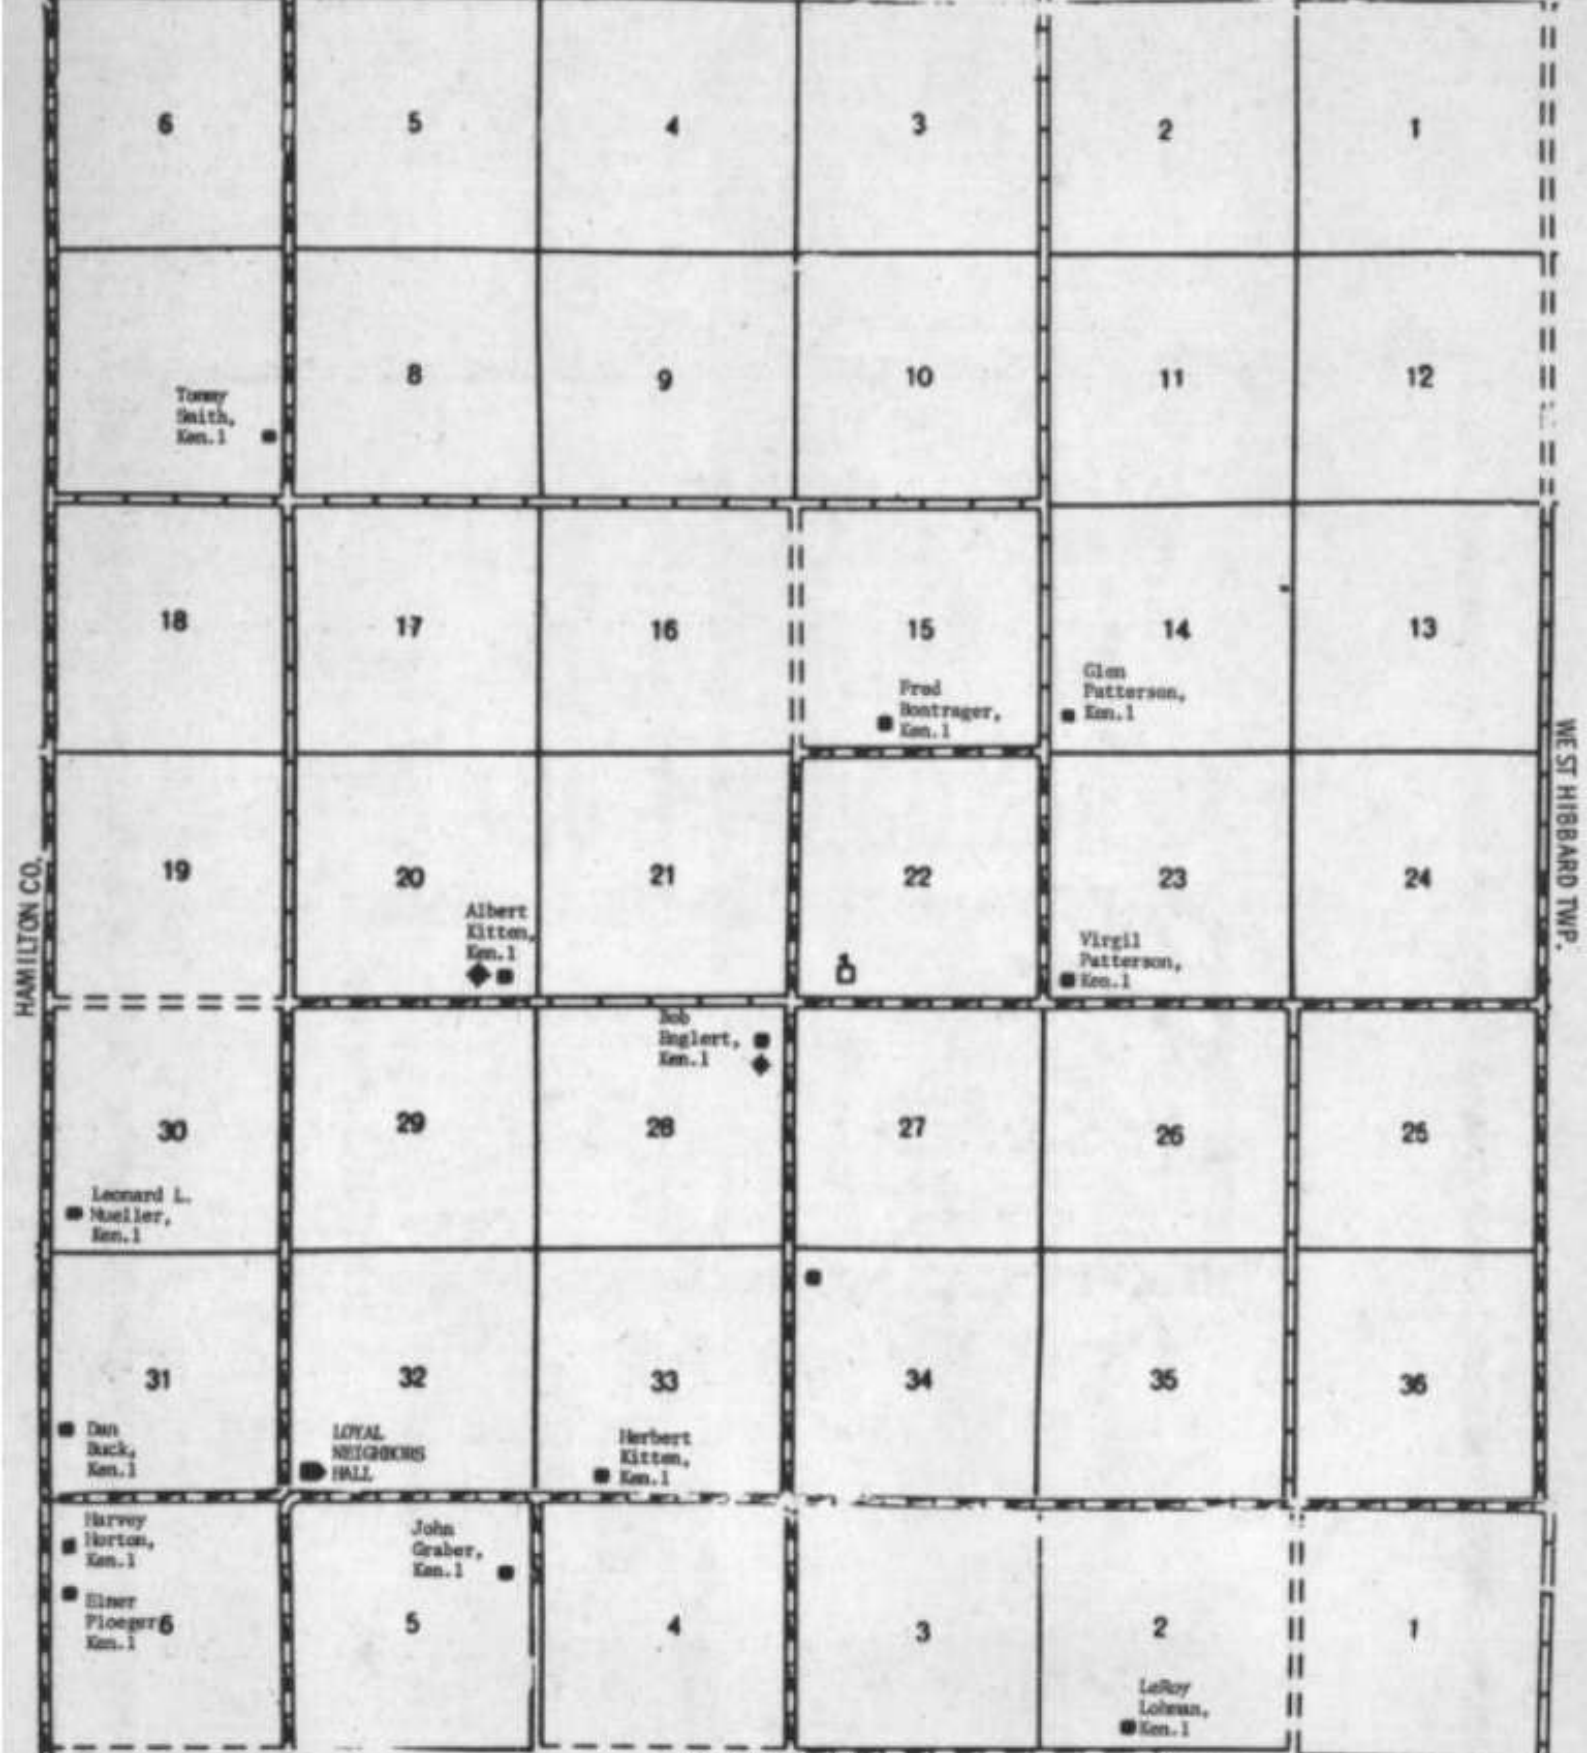 6
5
4
3
2
1
Tommy
Smith,
Ken.1
8
9
10
11
12
18
17
16
15
14
13
Fred
Bontrager,
Ken.1
Glen
Patterson,
Ken.1
HAMILTON CO.
WEST HIBBARD TWP.
19
20
21
22
23
24
Albert
Kitten,
Ken.1
1
Virgil
Patterson,
Ken.1
Bob
Englert,
Ken.1
30
29
28
27
26
25
Leonard L.
Mueller,
Ken.1
31
32
33
34
35
36
Dan
Buck,
Ken.1
LOYAL
NEIGHBORS
HALL
Herbert
Kitten,
Ken.1
Harvey
Horton,
Ken.1
John
Graber,
Ken.1
Elmer
Ploeger
Ken.1
6
5
4
3
2
1
LeRoy
Lohman,
Ken.1